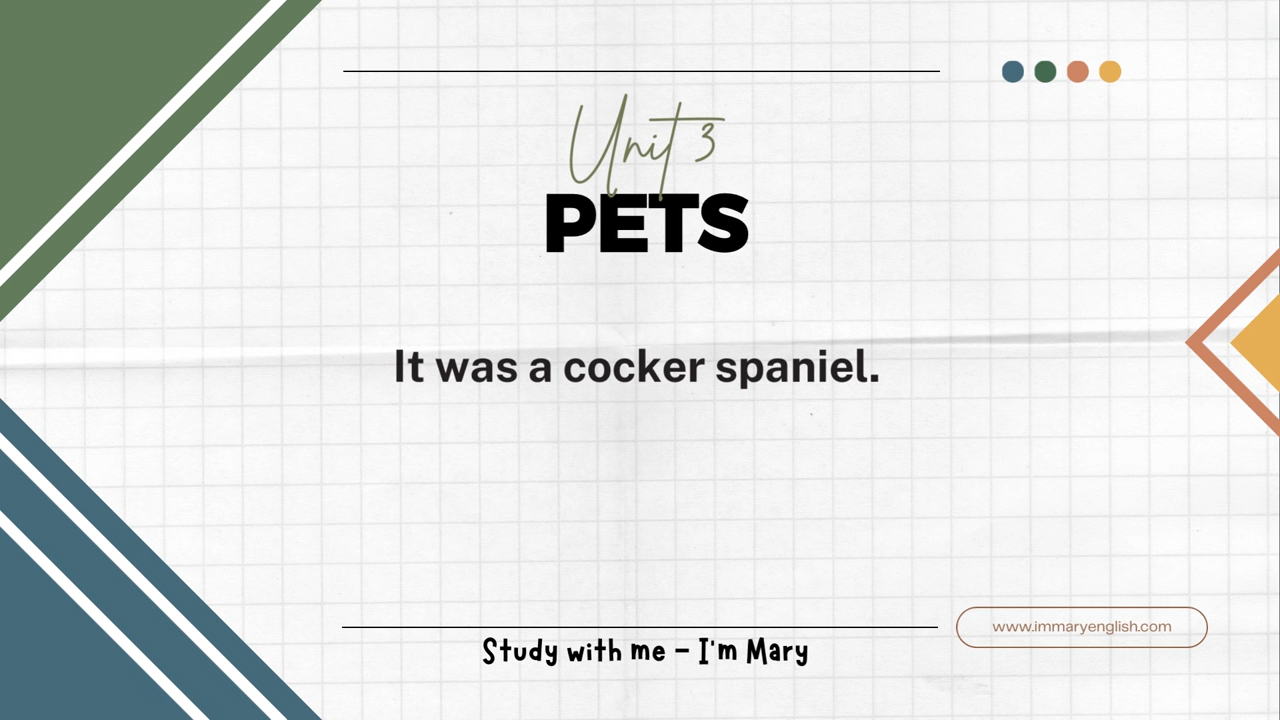 Unit 3
PETS
It was a cocker spaniel.
www.immaryenglish.com
Study with me – I'm Mary